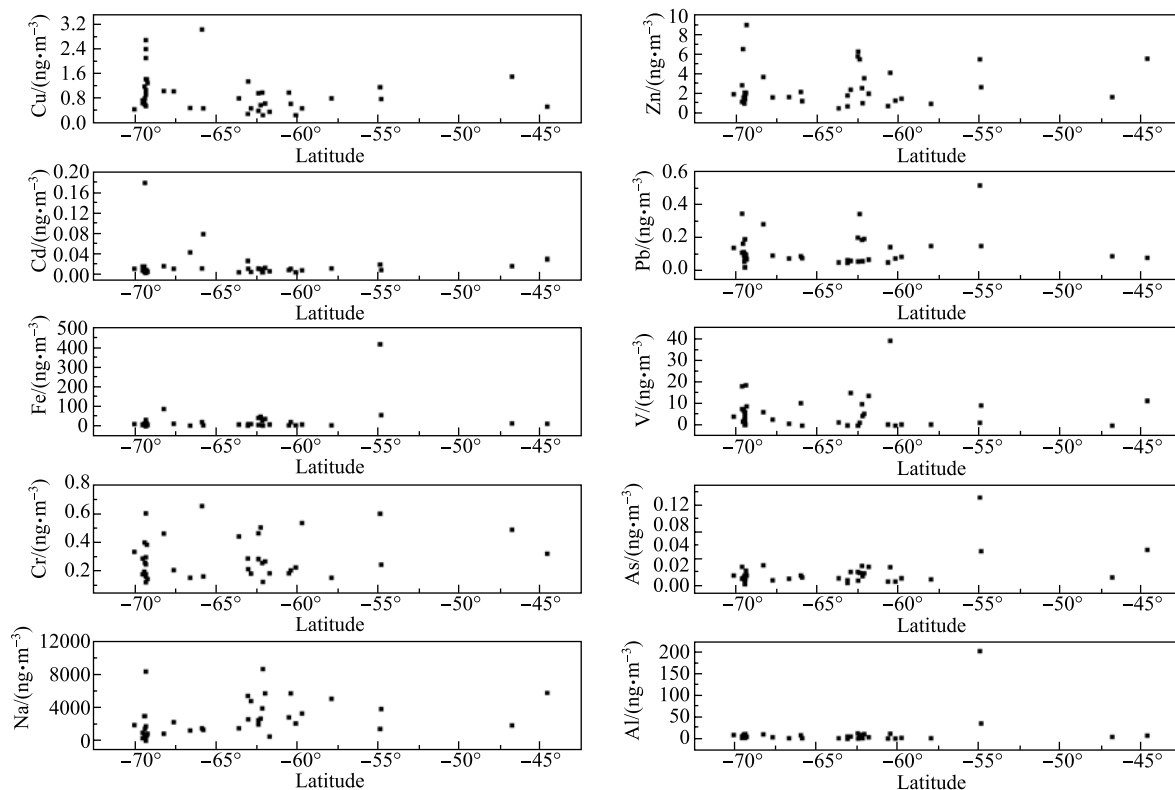 Cu/(ng•m⁻³)
3.2
2.4
1.6
0.8
0.0
−70° −65° −60° −55° −50° −45°
Latitude
Zn/(ng•m⁻³)
10
8
6
4
2
0
−70° −65° −60° −55° −50° −45°
Latitude
Cd/(ng•m⁻³)
0.20
0.16
0.12
0.08
0.04
0.00
−70° −65° −60° −55° −50° −45°
Latitude
Pb/(ng•m⁻³)
0.6
0.4
0.2
0.0
−70° −65° −60° −55° −50° −45°
Latitude
Fe/(ng•m⁻³)
500
400
300
200
100
0
−70° −65° −60° −55° −50° −45°
Latitude
V/(ng•m⁻³)
40
30
20
10
0
−70° −65° −60° −55° −50° −45°
Latitude
Cr/(ng•m⁻³)
0.8
0.6
0.4
0.2
−70° −65° −60° −55° −50° −45°
Latitude
As/(ng•m⁻³)
0.12
0.08
0.02
0.00
−70° −65° −60° −55° −50° −45°
Latitude
Na/(ng•m⁻³)
12000
8000
4000
0
−70° −65° −60° −55° −50° −45°
Latitude
Al/(ng•m⁻³)
200
150
100
50
0
−70° −65° −60° −55° −50° −45°
Latitude